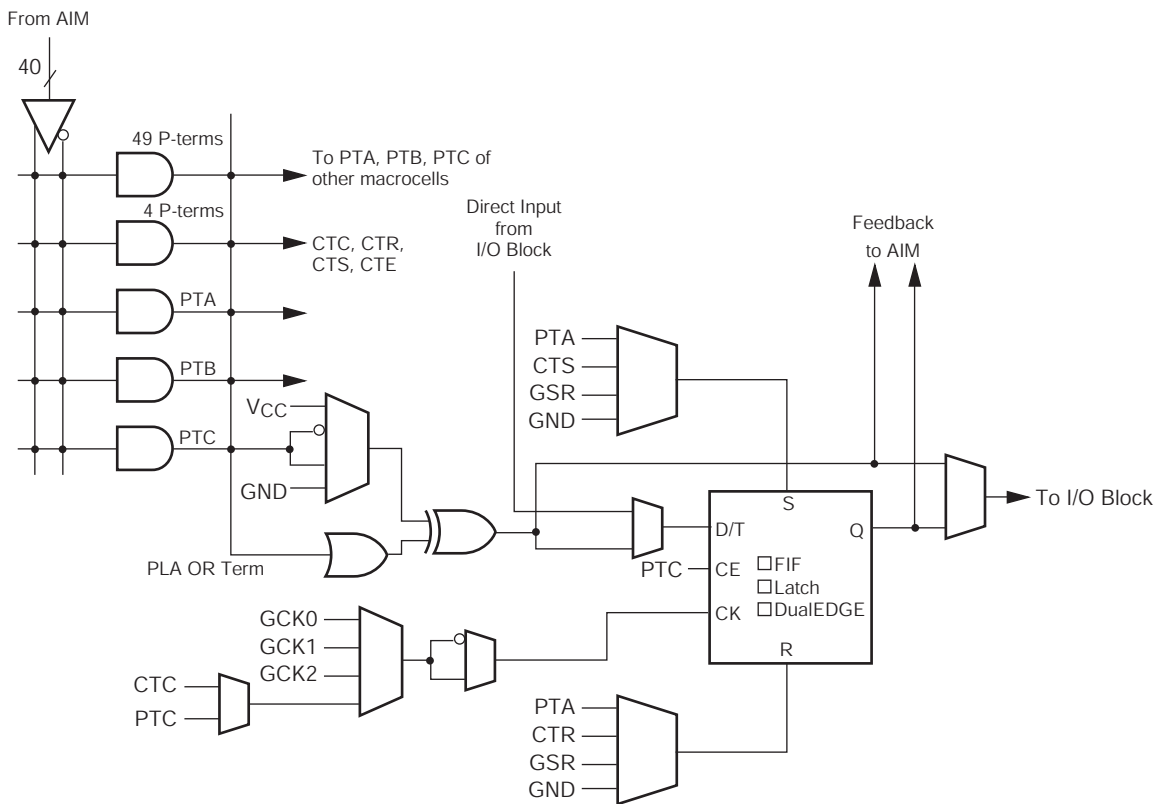 From AIM
40
49 P-terms
To PTA, PTB, PTC of
other macrocells
4 P-terms
CTC, CTR,
CTS, CTE
Direct Input
from
I/O Block
Feedback
to AIM
PTA
PTB
PTC
VCC
GND
PLA OR Term
PTA
CTS
GSR
GND
S
D/T
Q
To I/O Block
PTC
CE
FIF
Latch
DualEDGE
CK
R
GCK0
GCK1
GCK2
CTC
PTC
PTA
CTR
GSR
GND